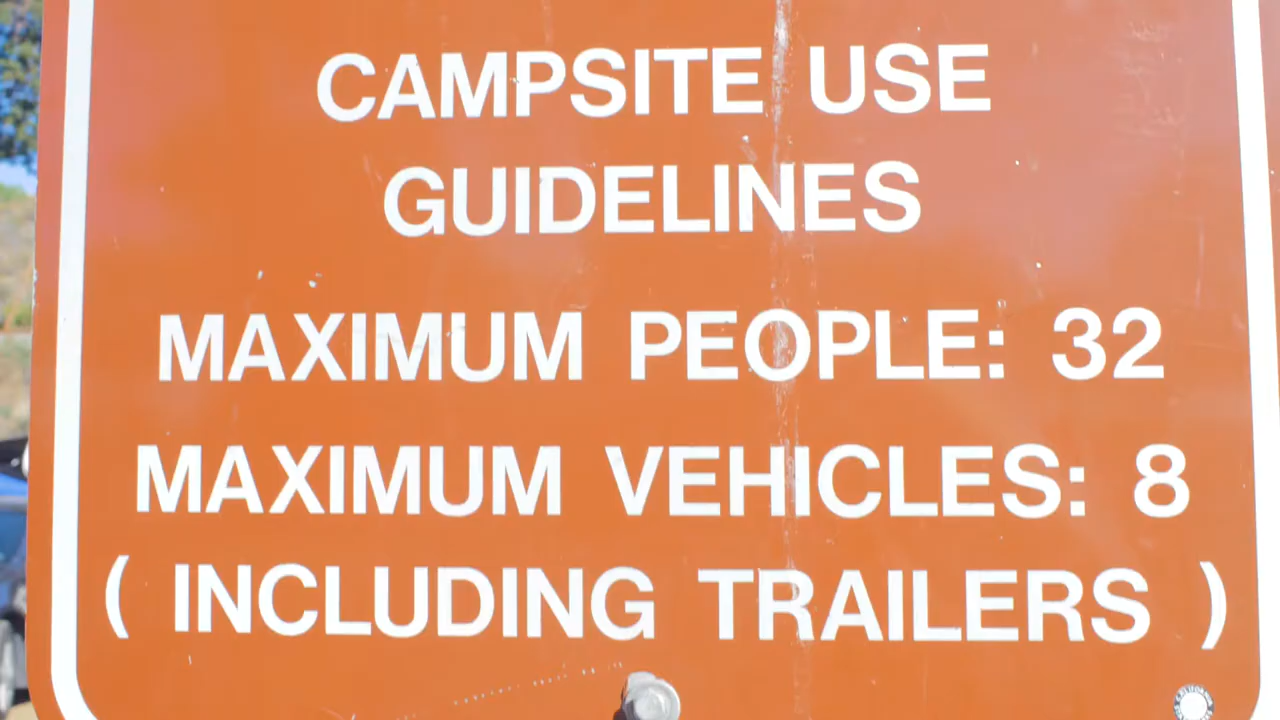 CAMPSITE USE
GUIDELINES
MAXIMUM PEOPLE: 32
MAXIMUM VEHICLES: 8
( INCLUDING TRAILERS )